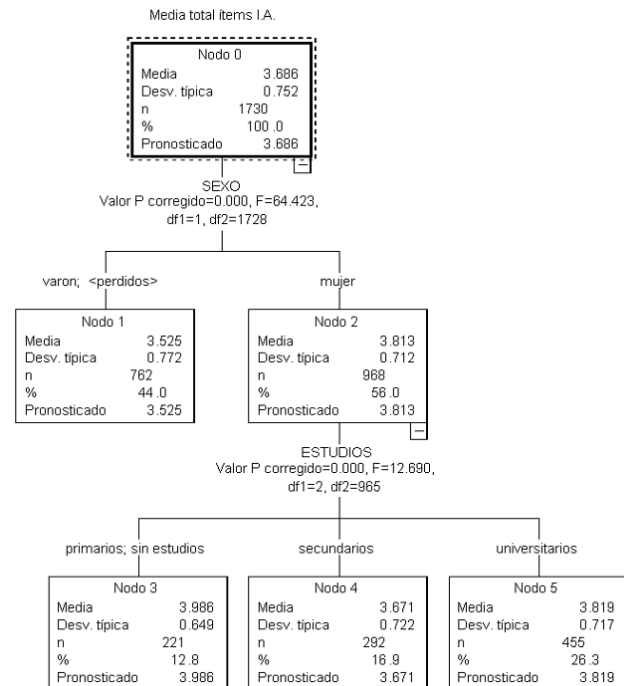 Media total ítems I.A.
Nodo 0
Media 3.686
Desv. típica 0.752
n 1730
% 100 .0
Pronosticado 3.686
SEXO
Valor P corregido=0.000, F=64.423,
df1=1, df2=1728
varon; <perdidos>
mujer
Nodo 1
Media 3.525
Desv. típica 0.772
n 762
% 44 .0
Pronosticado 3.525
Nodo 2
Media 3.813
Desv. típica 0.712
n 968
% 56 .0
Pronosticado 3.813
ESTUDIOS
Valor P corregido=0.000, F=12.690,
df1=2, df2=965
primarios; sin estudios
secundarios
universitarios
Nodo 3
Media 3.986
Desv. típica 0.649
n 221
% 12.8
Pronosticado 3.986
Nodo 4
Media 3.671
Desv. típica 0.722
n 292
% 16.9
Pronosticado 3.671
Nodo 5
Media 3.819
Desv. típica 0.717
n 455
% 26.3
Pronosticado 3.819